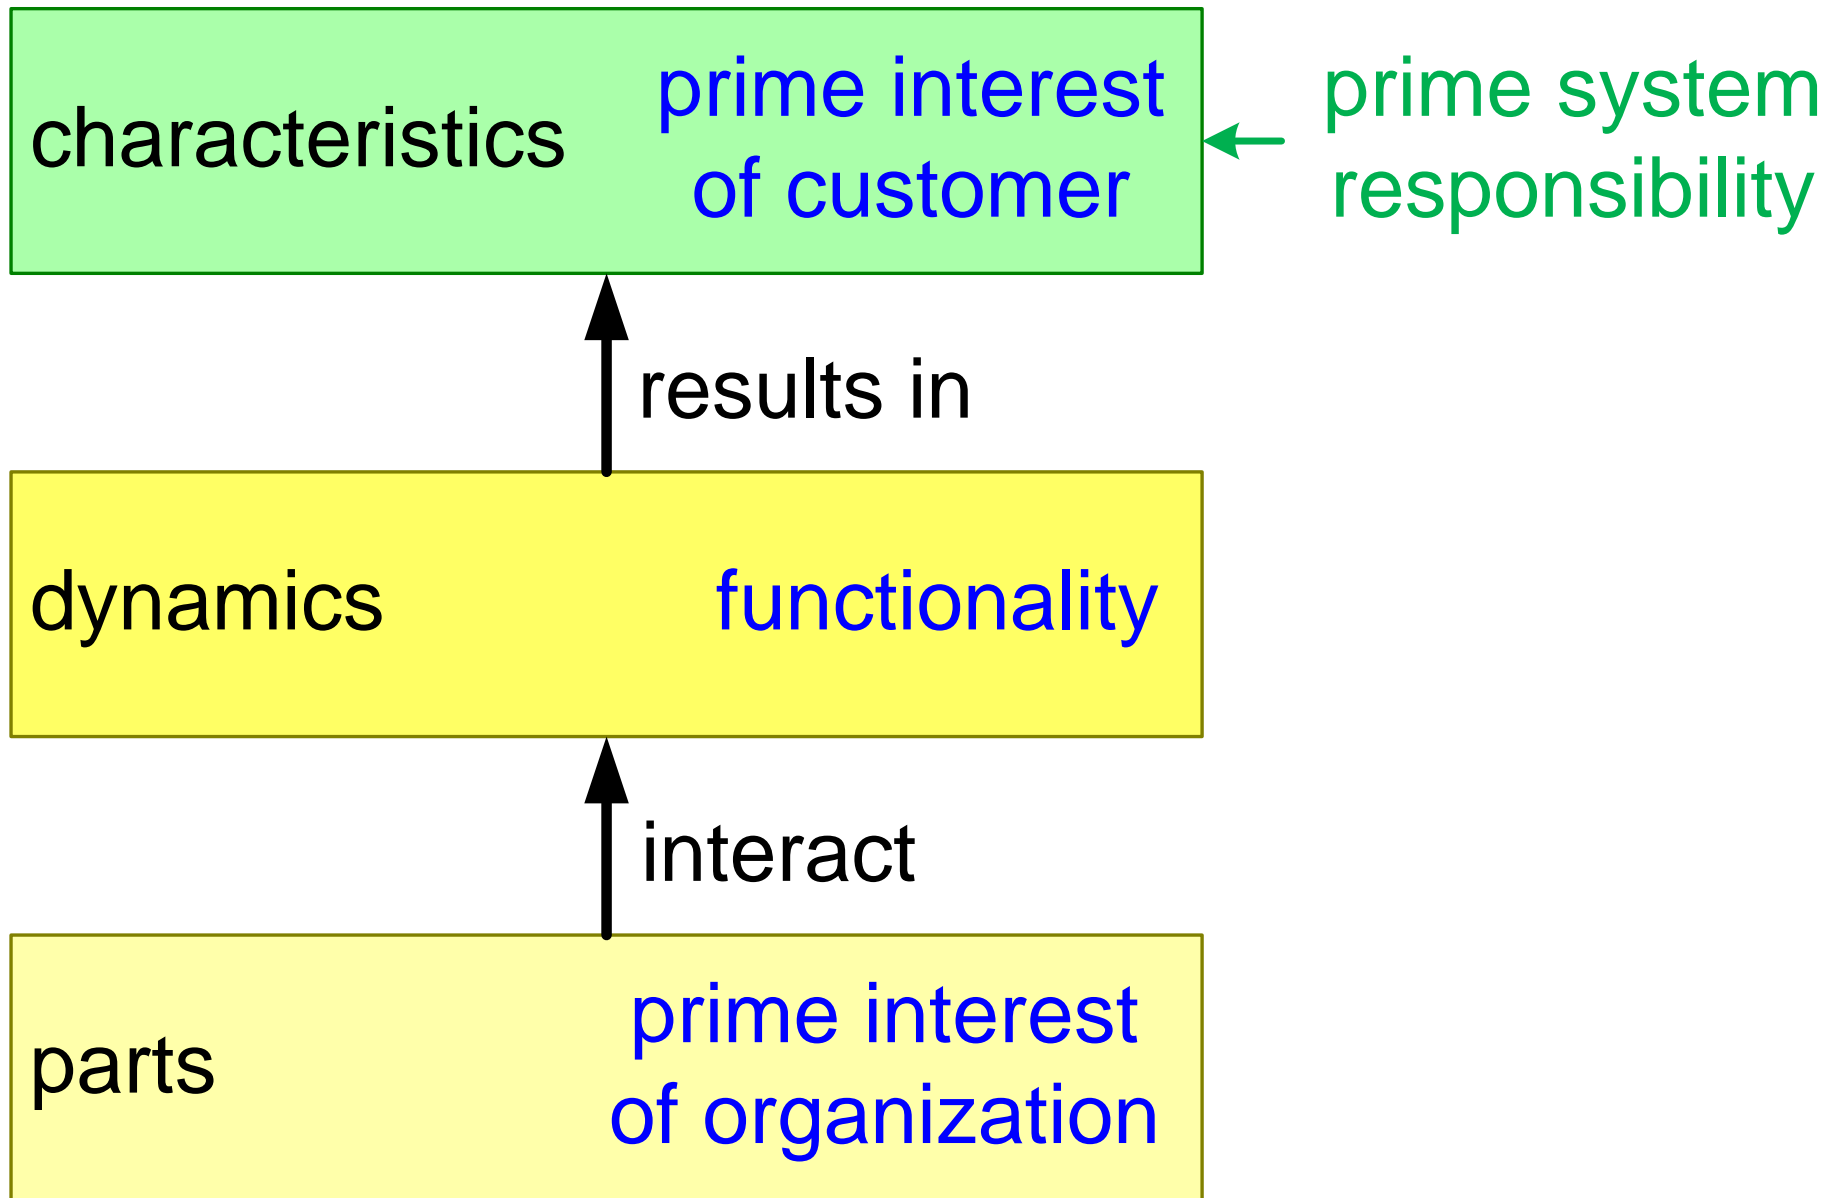 characteristics
prime interest
of customer
prime system
responsibility
results in
dynamics
functionality
interact
parts
prime interest
of organization